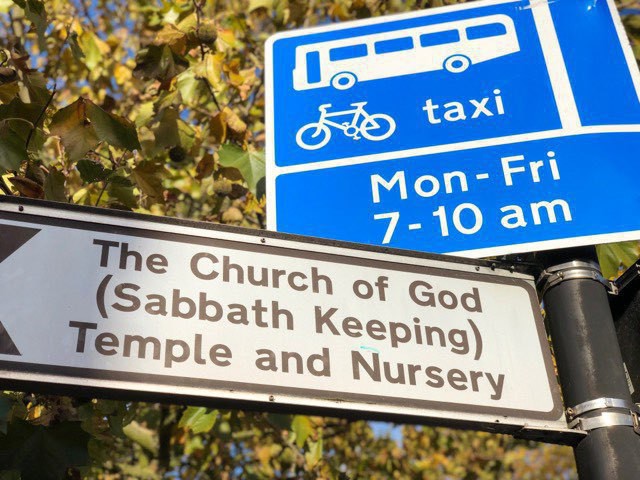 taxi
Mon - Fri
7 - 10 am
The Church of God
(Sabbath Keeping)
Temple and Nursery